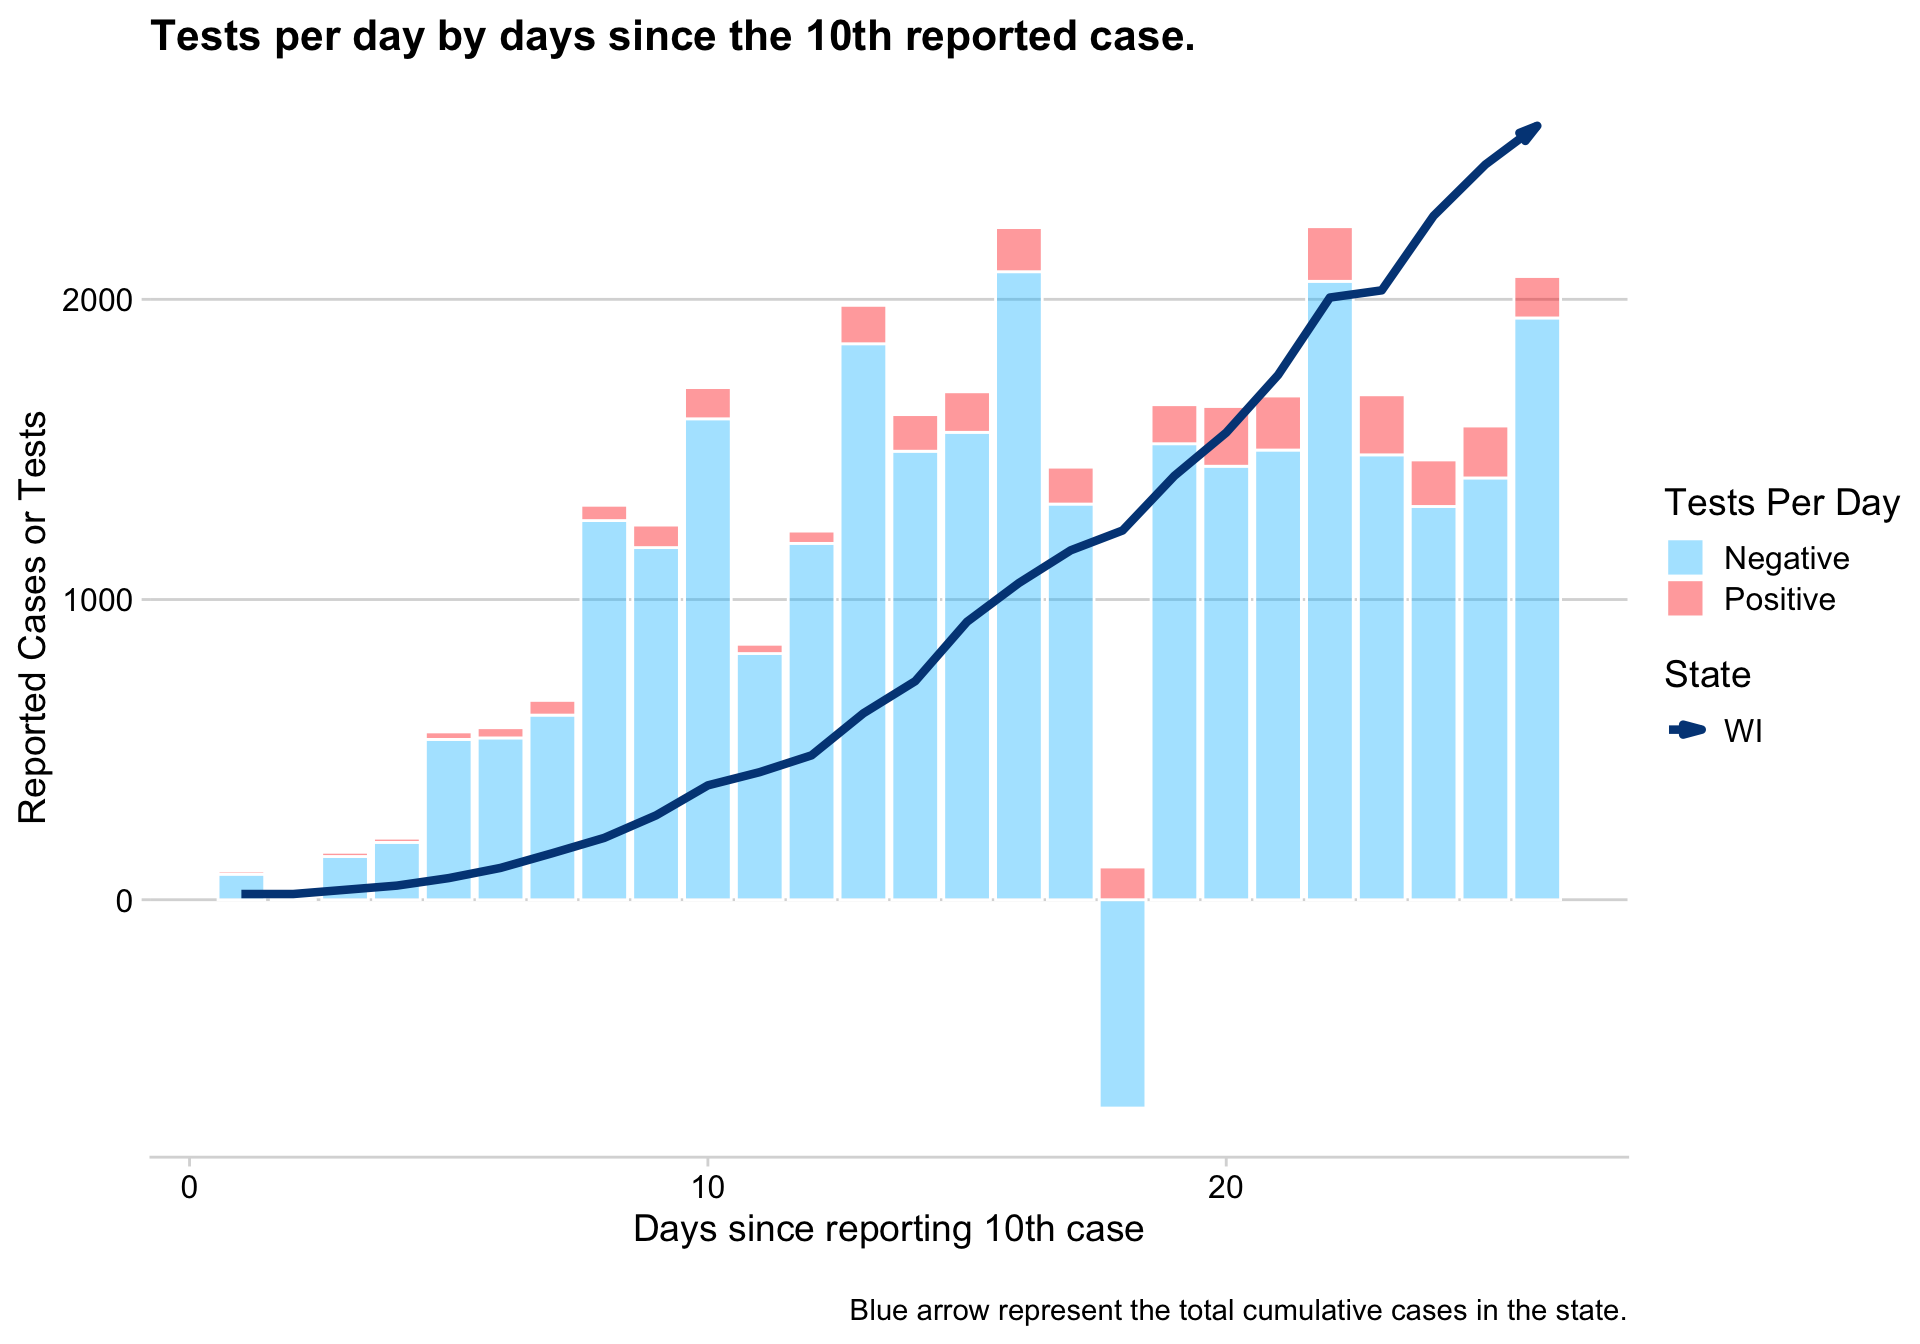 Tests per day by days since the 10th reported case.
Reported Cases or Tests
2000
1000
0
0
10
20
Days since reporting 10th case
Tests Per Day
Negative
Positive
State
WI
Blue arrow represent the total cumulative cases in the state.